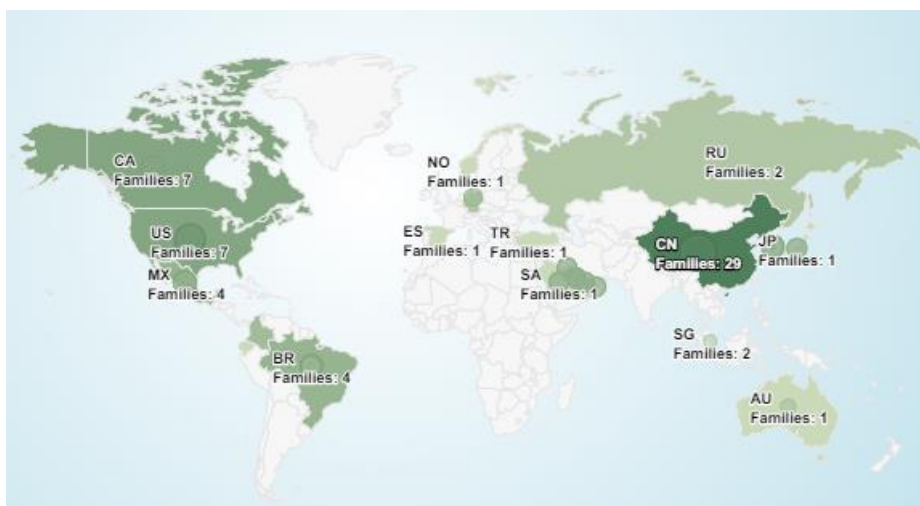 CA
Families: 7
US
Families: 7
MX
Families: 4
BR
Families: 4
NO
Families: 1
ES
Families: 1
TR
Families: 1
SA
Families: 1
RU
Families: 2
CN
Families: 29
JP
Families: 1
SG
Families: 2
AU
Families: 1